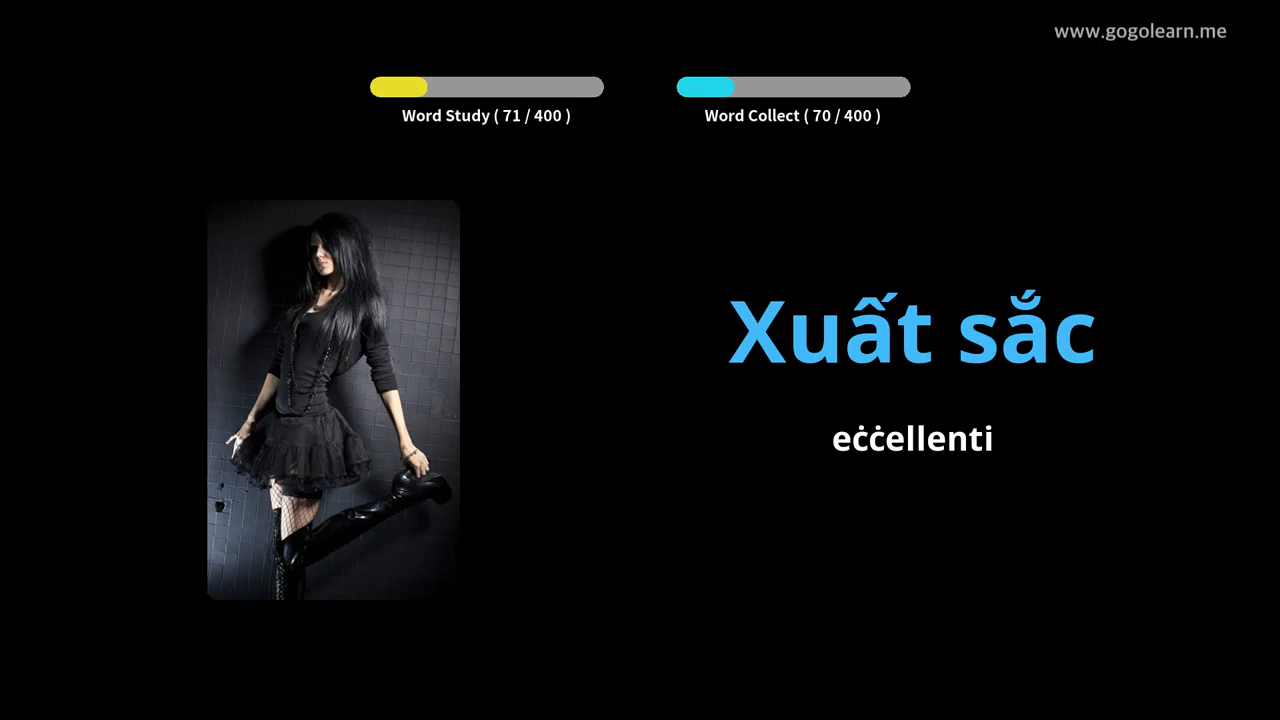 www.gogolearn.me
Word Study ( 71 / 400 )
Word Collect ( 70 / 400 )
Xuất sắc
eċċellenti